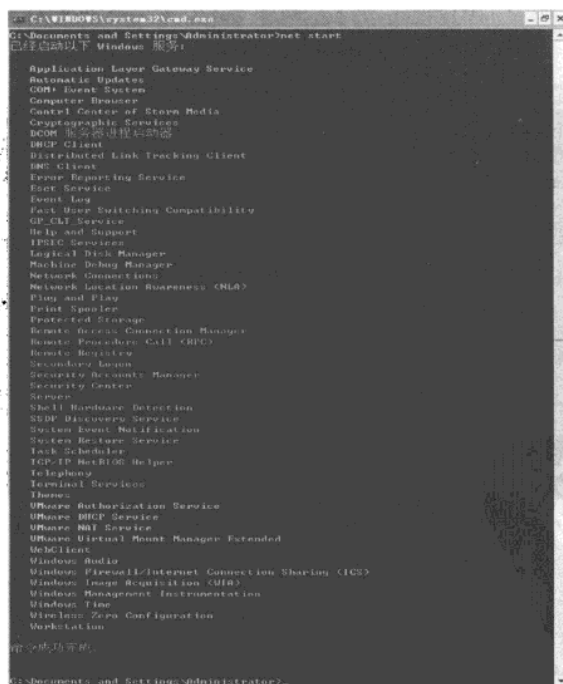 C:\WINDOWS\system32\cmd.exe
C:\Documents and Settings\Administrator>net start
已经启动以下 Windows 服务:
Application Layer Gateway Service
Automatic Updates
COM+ Event System
Computer Browser
Contrl Center of Storm Media
Cryptographic Services
DCOM 服务器进程启动器
DHCP Client
Distributed Link Tracking Client
DNS Client
Error Reporting Service
Eset Service
Event Log
Fast User Switching Compatibility
GP_CLT_Service
Help and Support
IPSEC Services
Logical Disk Manager
Machine Debug Manager
Network Connections
Network Location Awareness (NLA)
Plug and Play
Print Spooler
Protected Storage
Remote Access Connection Manager
Remote Procedure Call (RPC)
Remote Registry
Secondary Logon
Security Accounts Manager
Security Center
Server
Shell Hardware Detection
SSDP Discovery Service
System Event Notification
System Restore Service
Task Scheduler
TCP/IP NetBIOS Helper
Telephony
Terminal Services
Themes
VMware Authorization Service
VMware DHCP Service
VMware NAT Service
VMware Virtual Mount Manager Extended
WebClient
Windows Audio
Windows Firewall/Internet Connection Sharing (ICS)
Windows Image Acquisition (WIA)
Windows Management Instrumentation
Windows Time
Wireless Zero Configuration
Workstation
命令成功完成。
C:\Documents and Settings\Administrator>_